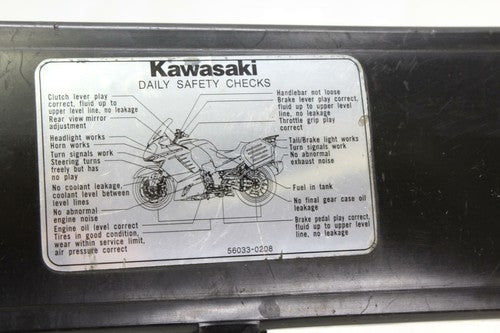 Kawasaki
DAILY SAFETY CHECKS
Clutch lever play
correct, fluid up to
upper level line, no leakage
Rear view mirror
adjustment
Headlight works
Horn works
Turn signals work
Steering turns
freely but has
no play
No coolant leakage,
coolant level between
level lines
No abnormal
engine noise
Engine oil level correct
Tires in good condition,
wear within service limit,
air pressure correct
Handlebar not loose
Brake lever play correct,
fluid up to upper level
line, no leakage
Throttle grip play
correct
Tail/Brake light works
Turn signals work
No abnormal
exhaust noise
Fuel in tank
No final gear case oil
leakage
Brake pedal play correct,
fluid up to upper level
line, no leakage
56033-0208